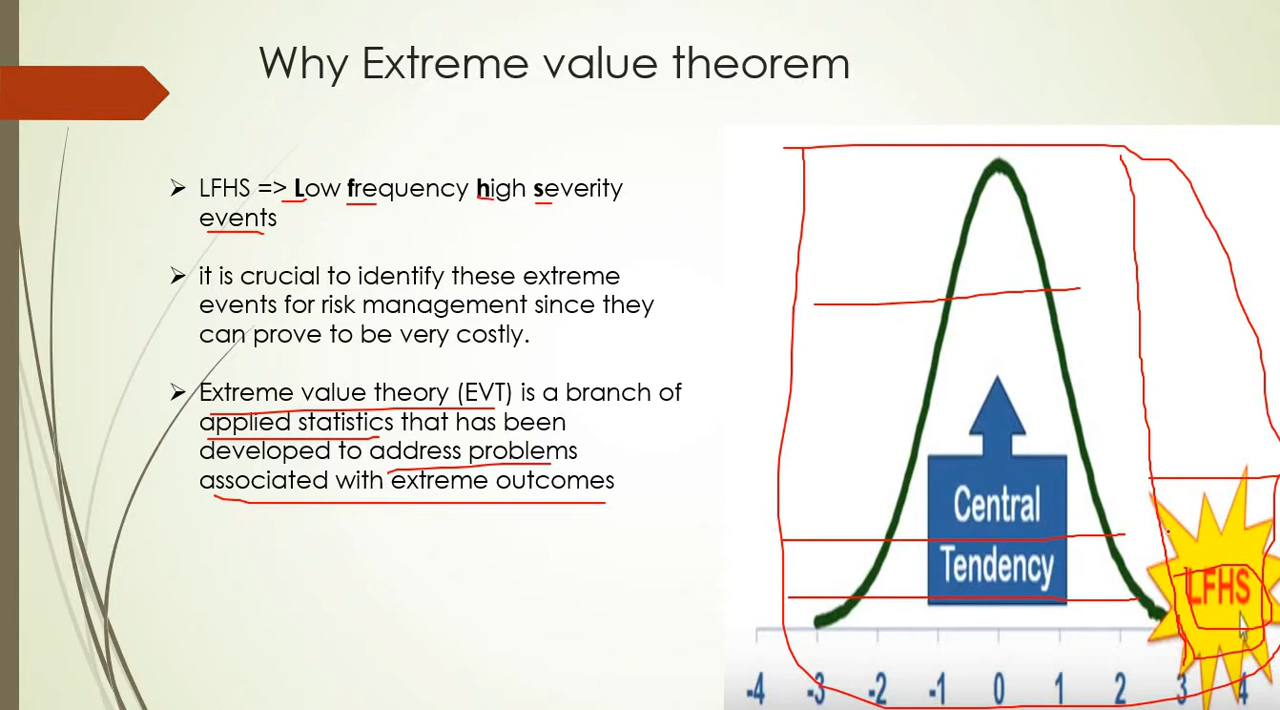 Why Extreme value theorem
➢ LFHS => Low frequency high severity
events
➢ it is crucial to identify these extreme
events for risk management since they
can prove to be very costly.
➢ Extreme value theory (EVT) is a branch of
applied statistics that has been
developed to address problems
associated with extreme outcomes
Central
Tendency
LFHS
-4 -3 -2 -1 0 1 2 3 4